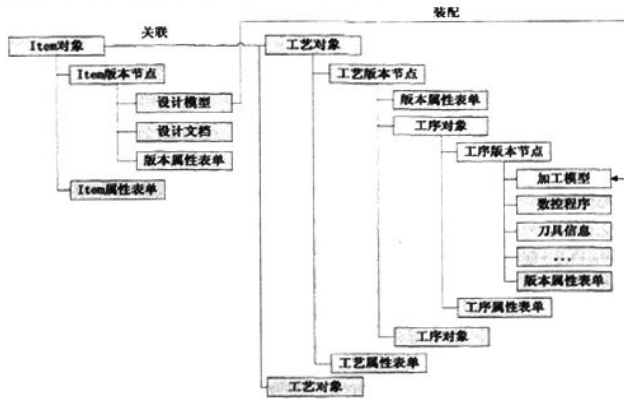 装配
关联
Item对象
工艺对象
Item版本节点
工艺版本节点
设计模型
版本属性表单
设计文档
工序对象
版本属性表单
工序版本节点
Item属性表单
加工模型
数控程序
刀具信息
...
版本属性表单
工序属性表单
工序对象
工艺属性表单
工艺对象